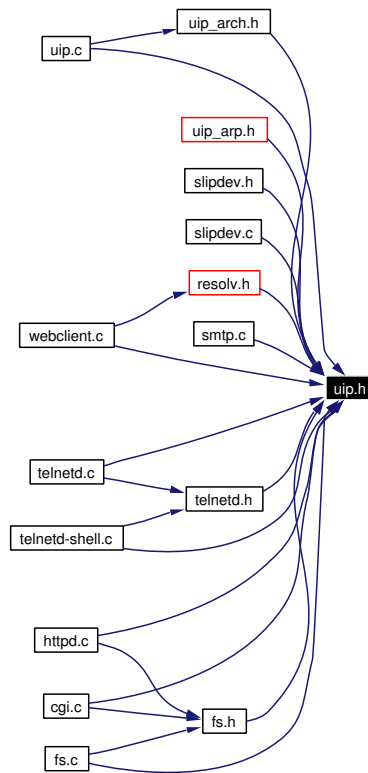 uip_arch.h
uip.c
uip_arp.h
slipdev.h
slipdev.c
resolv.h
smtp.c
webclient.c
uip.h
telnetd.c
telnetd.h
telnetd-shell.c
httpd.c
cgi.c
fs.h
fs.c